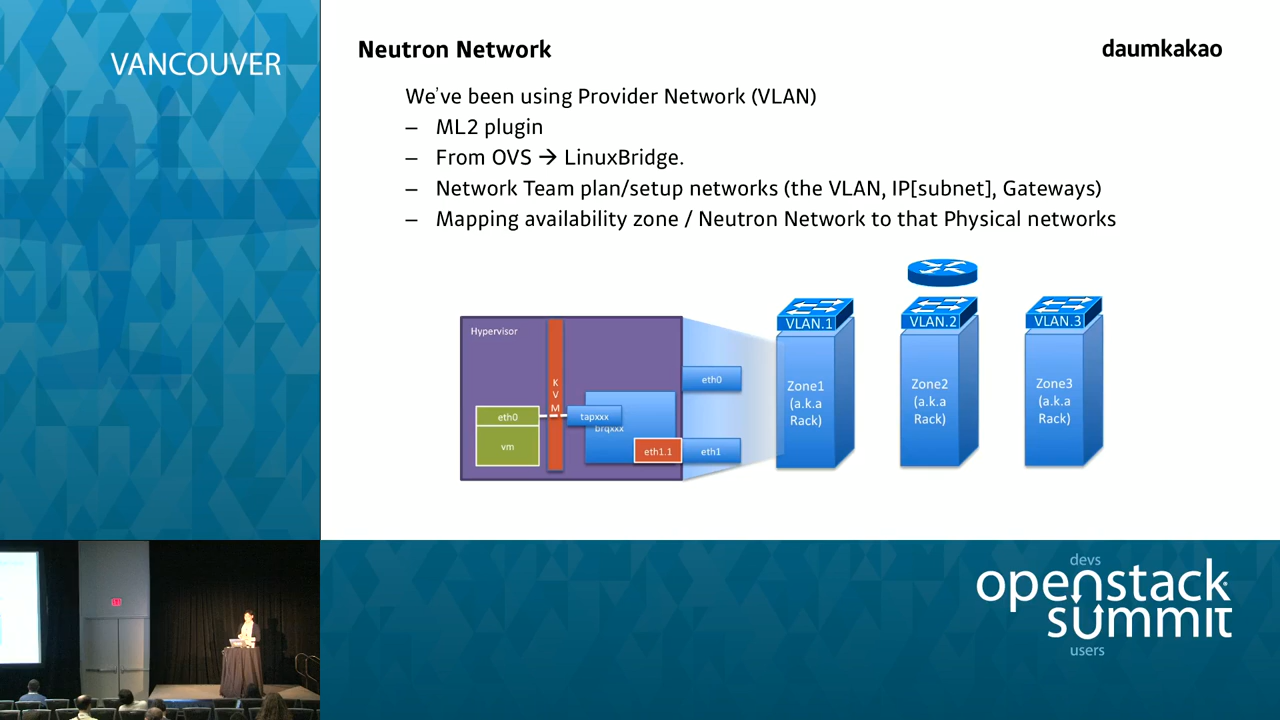 VANCOUVER
Neutron Network
daumkakao
We've been using Provider Network (VLAN)
– ML2 plugin
– From OVS → LinuxBridge.
– Network Team plan/setup networks (the VLAN, IP[subnet], Gateways)
– Mapping availability zone / Neutron Network to that Physical networks
Hypervisor
KVM
eth0
vm
tapxxx
brqxxx
eth1.1
eth0
eth1
VLAN.1
Zone1
(a.k.a
Rack)
VLAN.2
Zone2
(a.k.a
Rack)
VLAN.3
Zone3
(a.k.a
Rack)
devs
openstack
summit
users